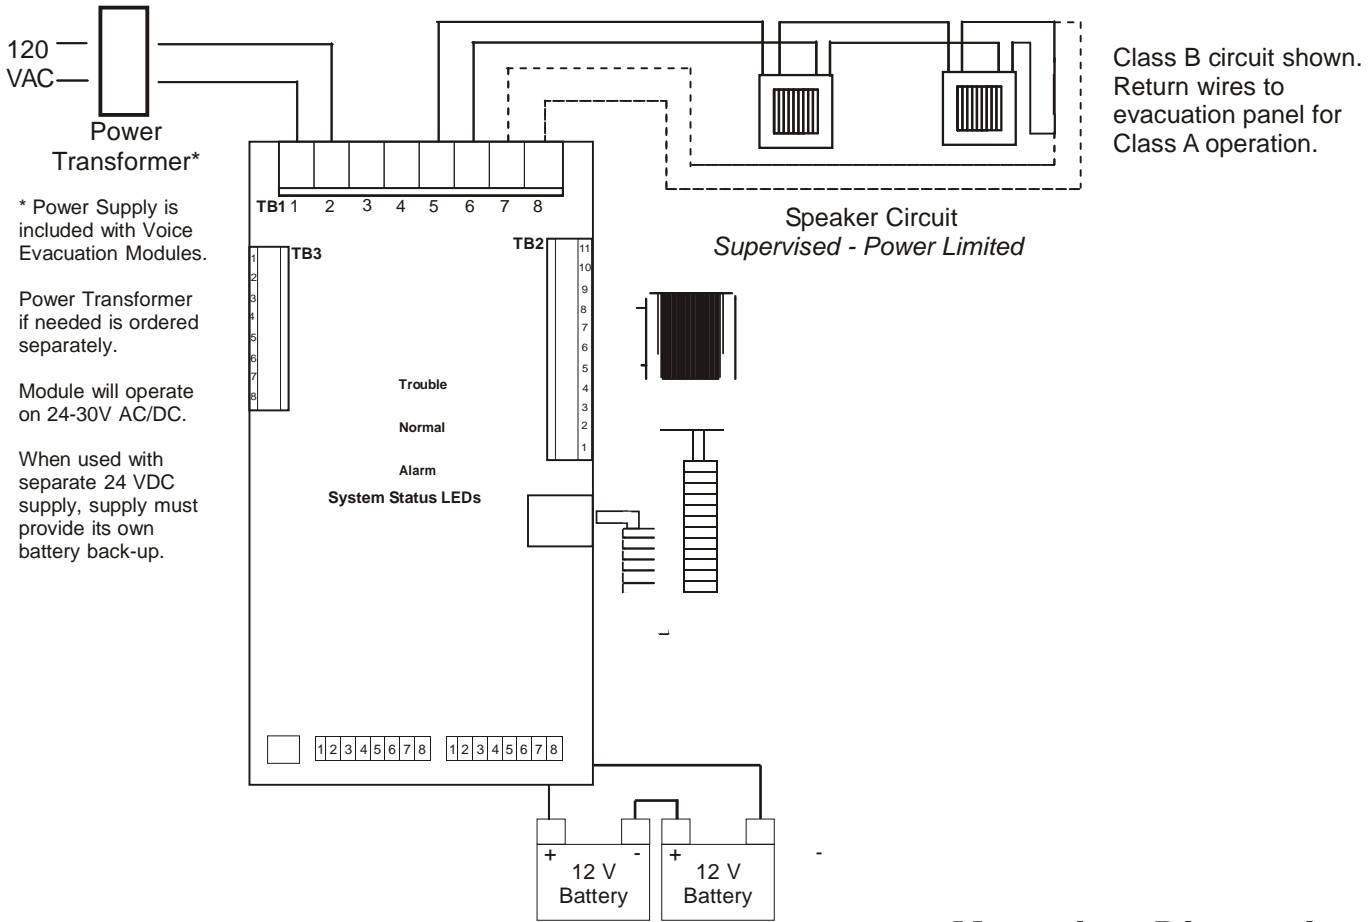 120
VAC
Power
Transformer*
* Power Supply is
included with Voice
Evacuation Modules.
Power Transformer
if needed is ordered
separately.
Module will operate
on 24-30V AC/DC.
When used with
separate 24 VDC
supply, supply must
provide its own
battery back-up.
Class B circuit shown.
Return wires to
evacuation panel for
Class A operation.
Speaker Circuit
Supervised - Power Limited
TB1 1 2 3 4 5 6 7 8
TB3
1
2
3
4
5
6
7
8
TB2
11
10
9
8
7
6
5
4
3
2
1
Trouble
Normal
Alarm
System Status LEDs
1 2 3 4 5 6 7 8
1 2 3 4 5 6 7 8
+ -
12 V
Battery
+ -
12 V
Battery